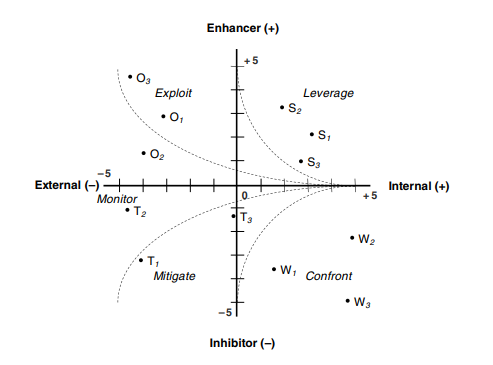 Enhancer (+)
+5
O3
Exploit
Leverage
S2
O1
S1
O2
S3
−5
External (−)
Internal (+)
0
+5
Monitor
T2
T3
W2
T1
W1
Mitigate
Confront
W3
−5
Inhibitor (−)